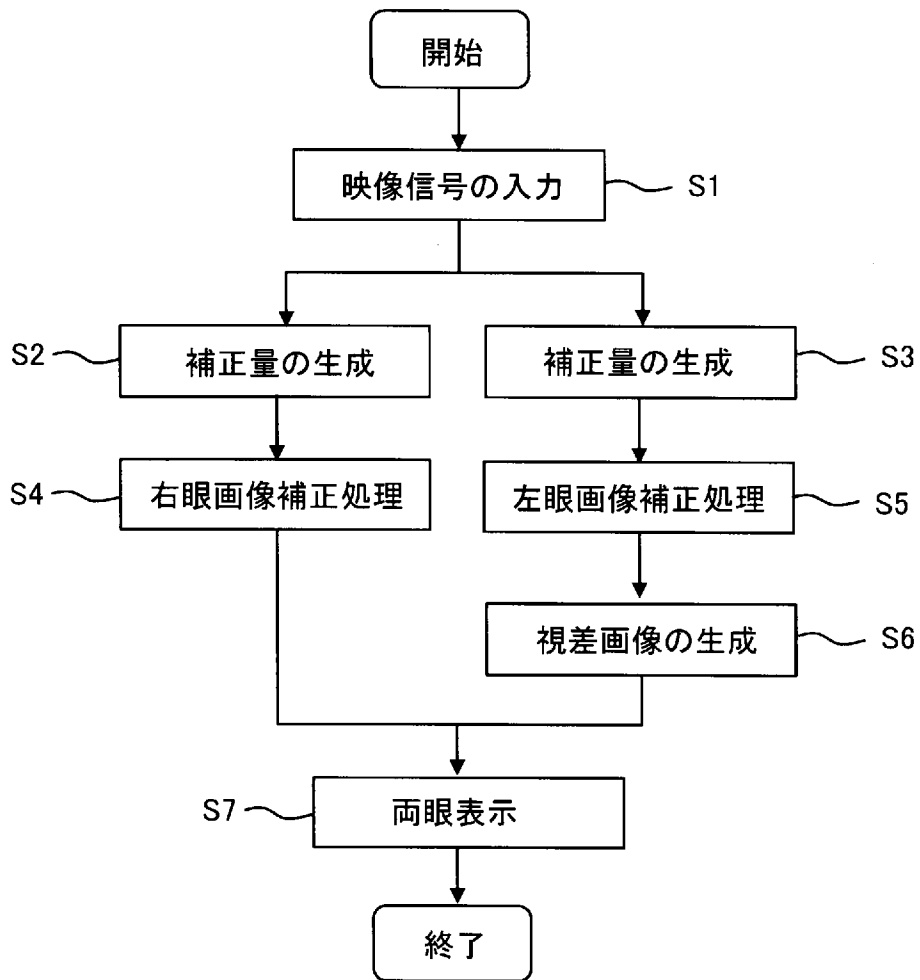 開始
映像信号の入力
S1
S2
補正量の生成
補正量の生成
S3
S4
右眼画像補正処理
左眼画像補正処理
S5
視差画像の生成
S6
S7
両眼表示
終了